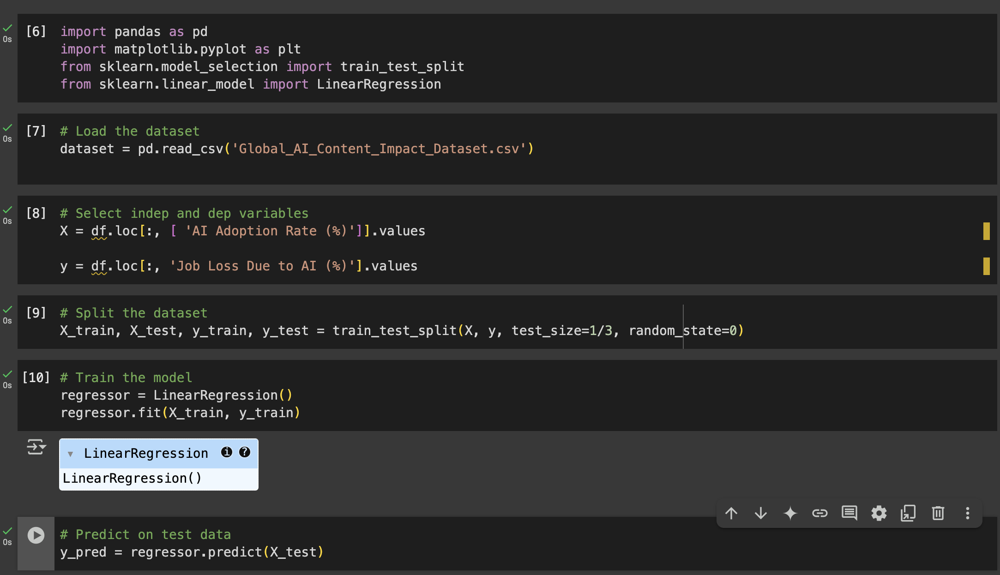 [6] import pandas as pd
import matplotlib.pyplot as plt
from sklearn.model_selection import train_test_split
from sklearn.linear_model import LinearRegression
0s
[7] # Load the dataset
dataset = pd.read_csv('Global_AI_Content_Impact_Dataset.csv')
0s
[8] # Select indep and dep variables
X = df.loc[:, [ 'AI Adoption Rate (%)']].values
0s
y = df.loc[:, 'Job Loss Due to AI (%)'].values
[9] # Split the dataset
X_train, X_test, y_train, y_test = train_test_split(X, y, test_size=1/3, random_state=0)
0s
[10] # Train the model
regressor = LinearRegression()
regressor.fit(X_train, y_train)
0s
LinearRegression i ?
LinearRegression()
# Predict on test data
y_pred = regressor.predict(X_test)
0s